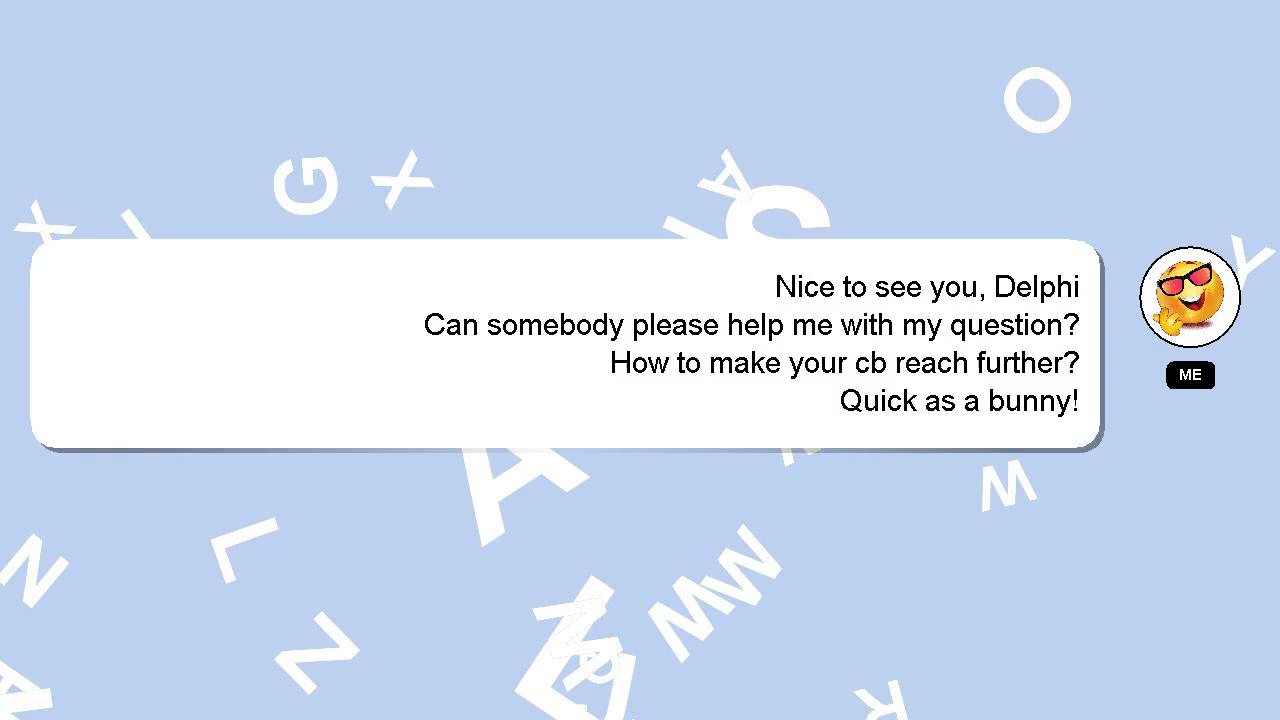 Nice to see you, Delphi
Can somebody please help me with my question?
How to make your cb reach further?
Quick as a bunny!
ME
O
G
X
A
X
I
I
C
Y
A
W
W
L
N
W
W
N
Z
Z
A
R